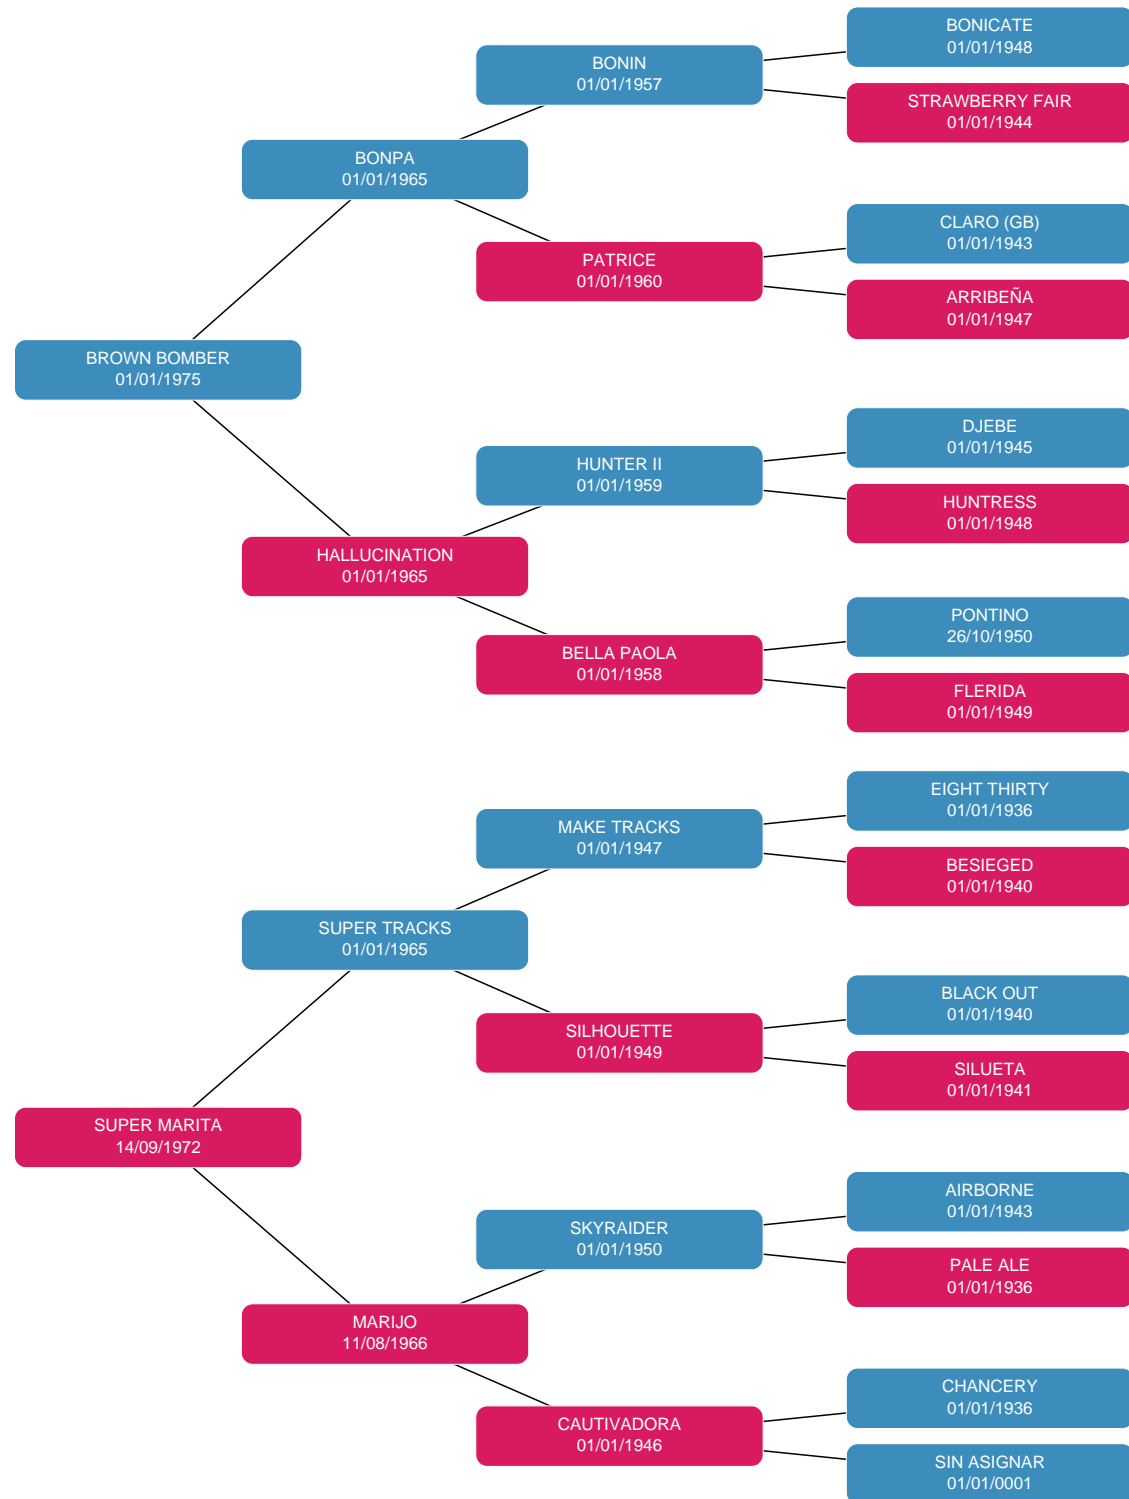 BONICATE
01/01/1948
BONIN
01/01/1957
STRAWBERRY FAIR
01/01/1944
BONPA
01/01/1965
CLARO (GB)
01/01/1943
PATRICE
01/01/1960
ARRIBEÑA
01/01/1947
BROWN BOMBER
01/01/1975
DJEBE
01/01/1945
HUNTER II
01/01/1959
HUNTRESS
01/01/1948
HALLUCINATION
01/01/1965
PONTINO
26/10/1950
BELLA PAOLA
01/01/1958
FLERIDA
01/01/1949
EIGHT THIRTY
01/01/1936
MAKE TRACKS
01/01/1947
BESIEGED
01/01/1940
SUPER TRACKS
01/01/1965
BLACK OUT
01/01/1940
SILHOUETTE
01/01/1949
SILUETA
01/01/1941
SUPER MARITA
14/09/1972
AIRBORNE
01/01/1943
SKYRAIDER
01/01/1950
PALE ALE
01/01/1936
MARIJO
11/08/1966
CHANCERY
01/01/1936
CAUTIVADORA
01/01/1946
SIN ASIGNAR
01/01/0001